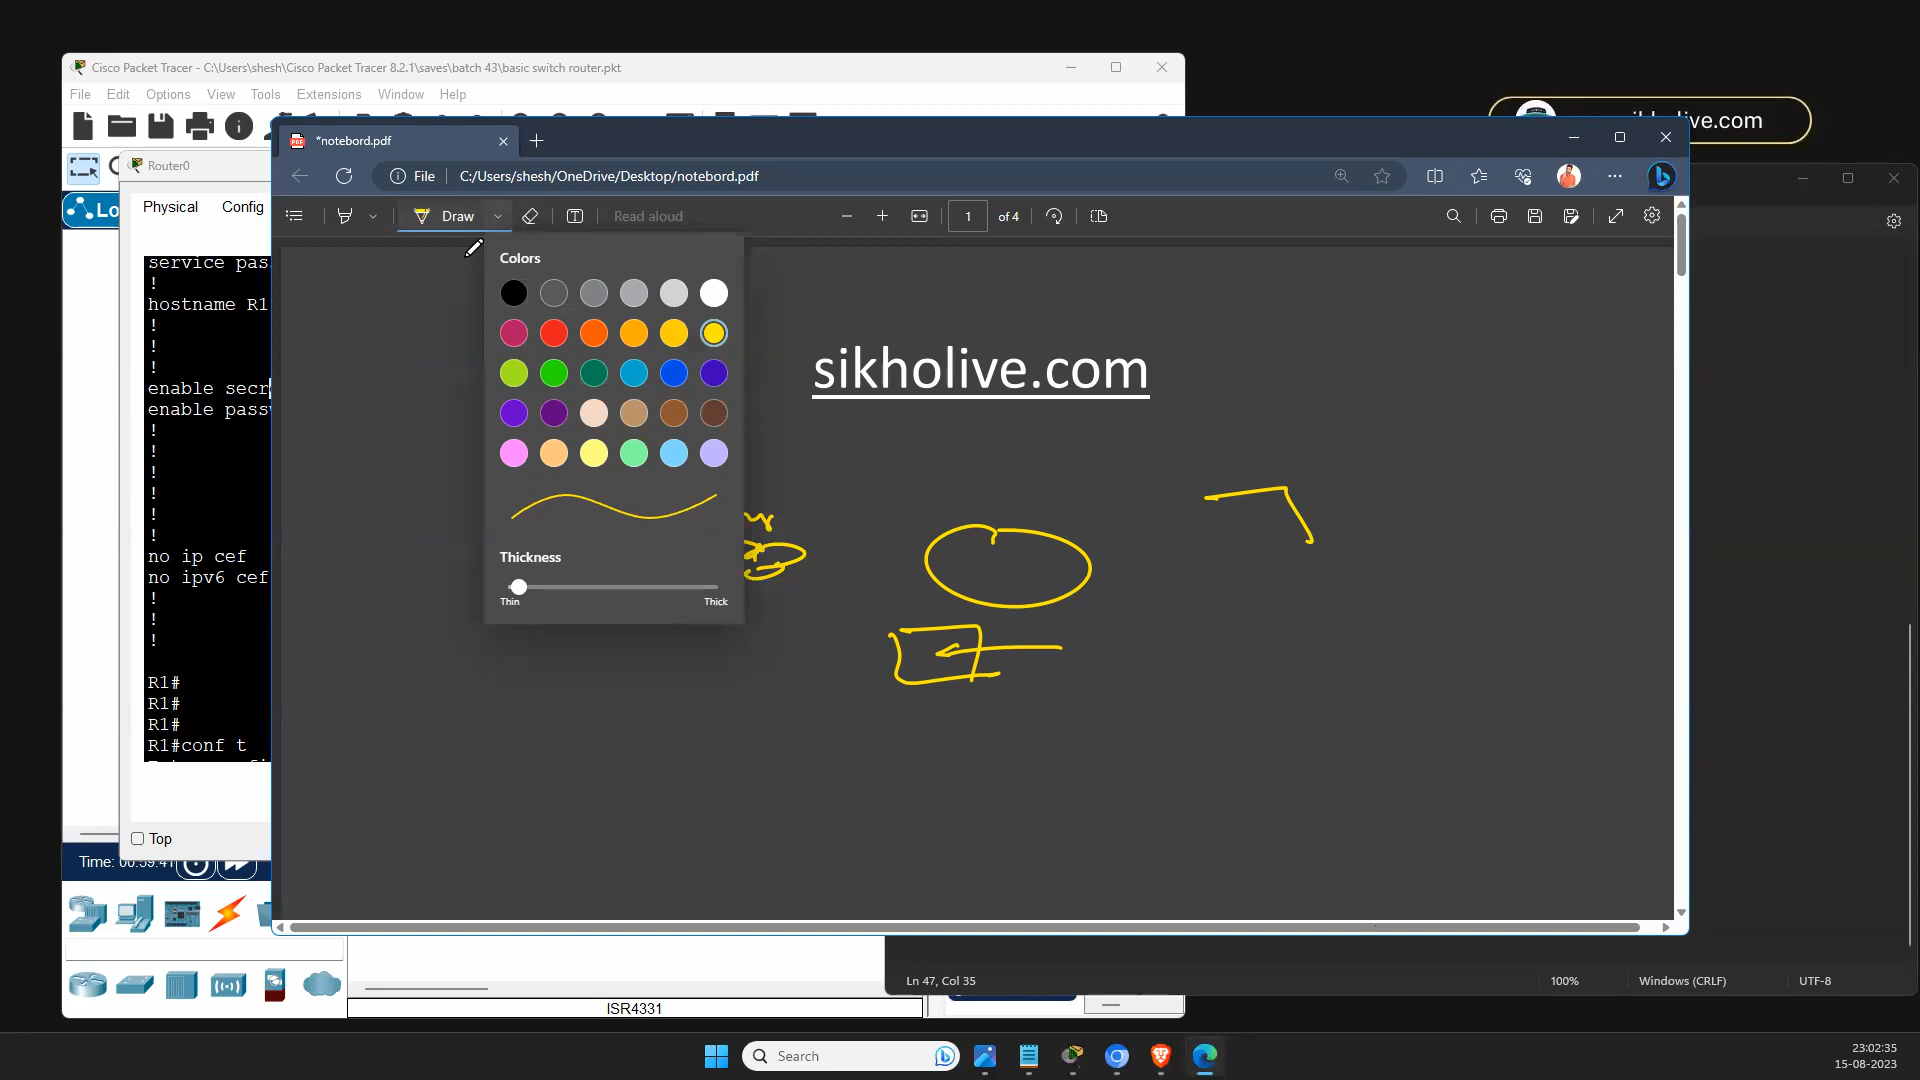 Cisco Packet Tracer - C:\Users\shesh\Cisco Packet Tracer 8.2.1\saves\batch 43\basic switch router.pkt
File Edit Options View Tools Extensions Window Help
*notebord.pdf
File C:/Users/shesh/OneDrive/Desktop/notebord.pdf
Draw Read aloud 1 of 4
Router0
Physical Config
service pas
!
hostname R1
!
!
!
enable secr
enable pass
!
!
!
!
!
!
no ip cef
no ipv6 cef
!
!
!
R1#
R1#
R1#
R1#conf t
Top
Time: 00:59:41
Colors
Thickness
Thin Thick
sikholive.com
Ln 47, Col 35 100% Windows (CRLF) UTF-8
ISR4331
Search
23:02:35
15-08-2023